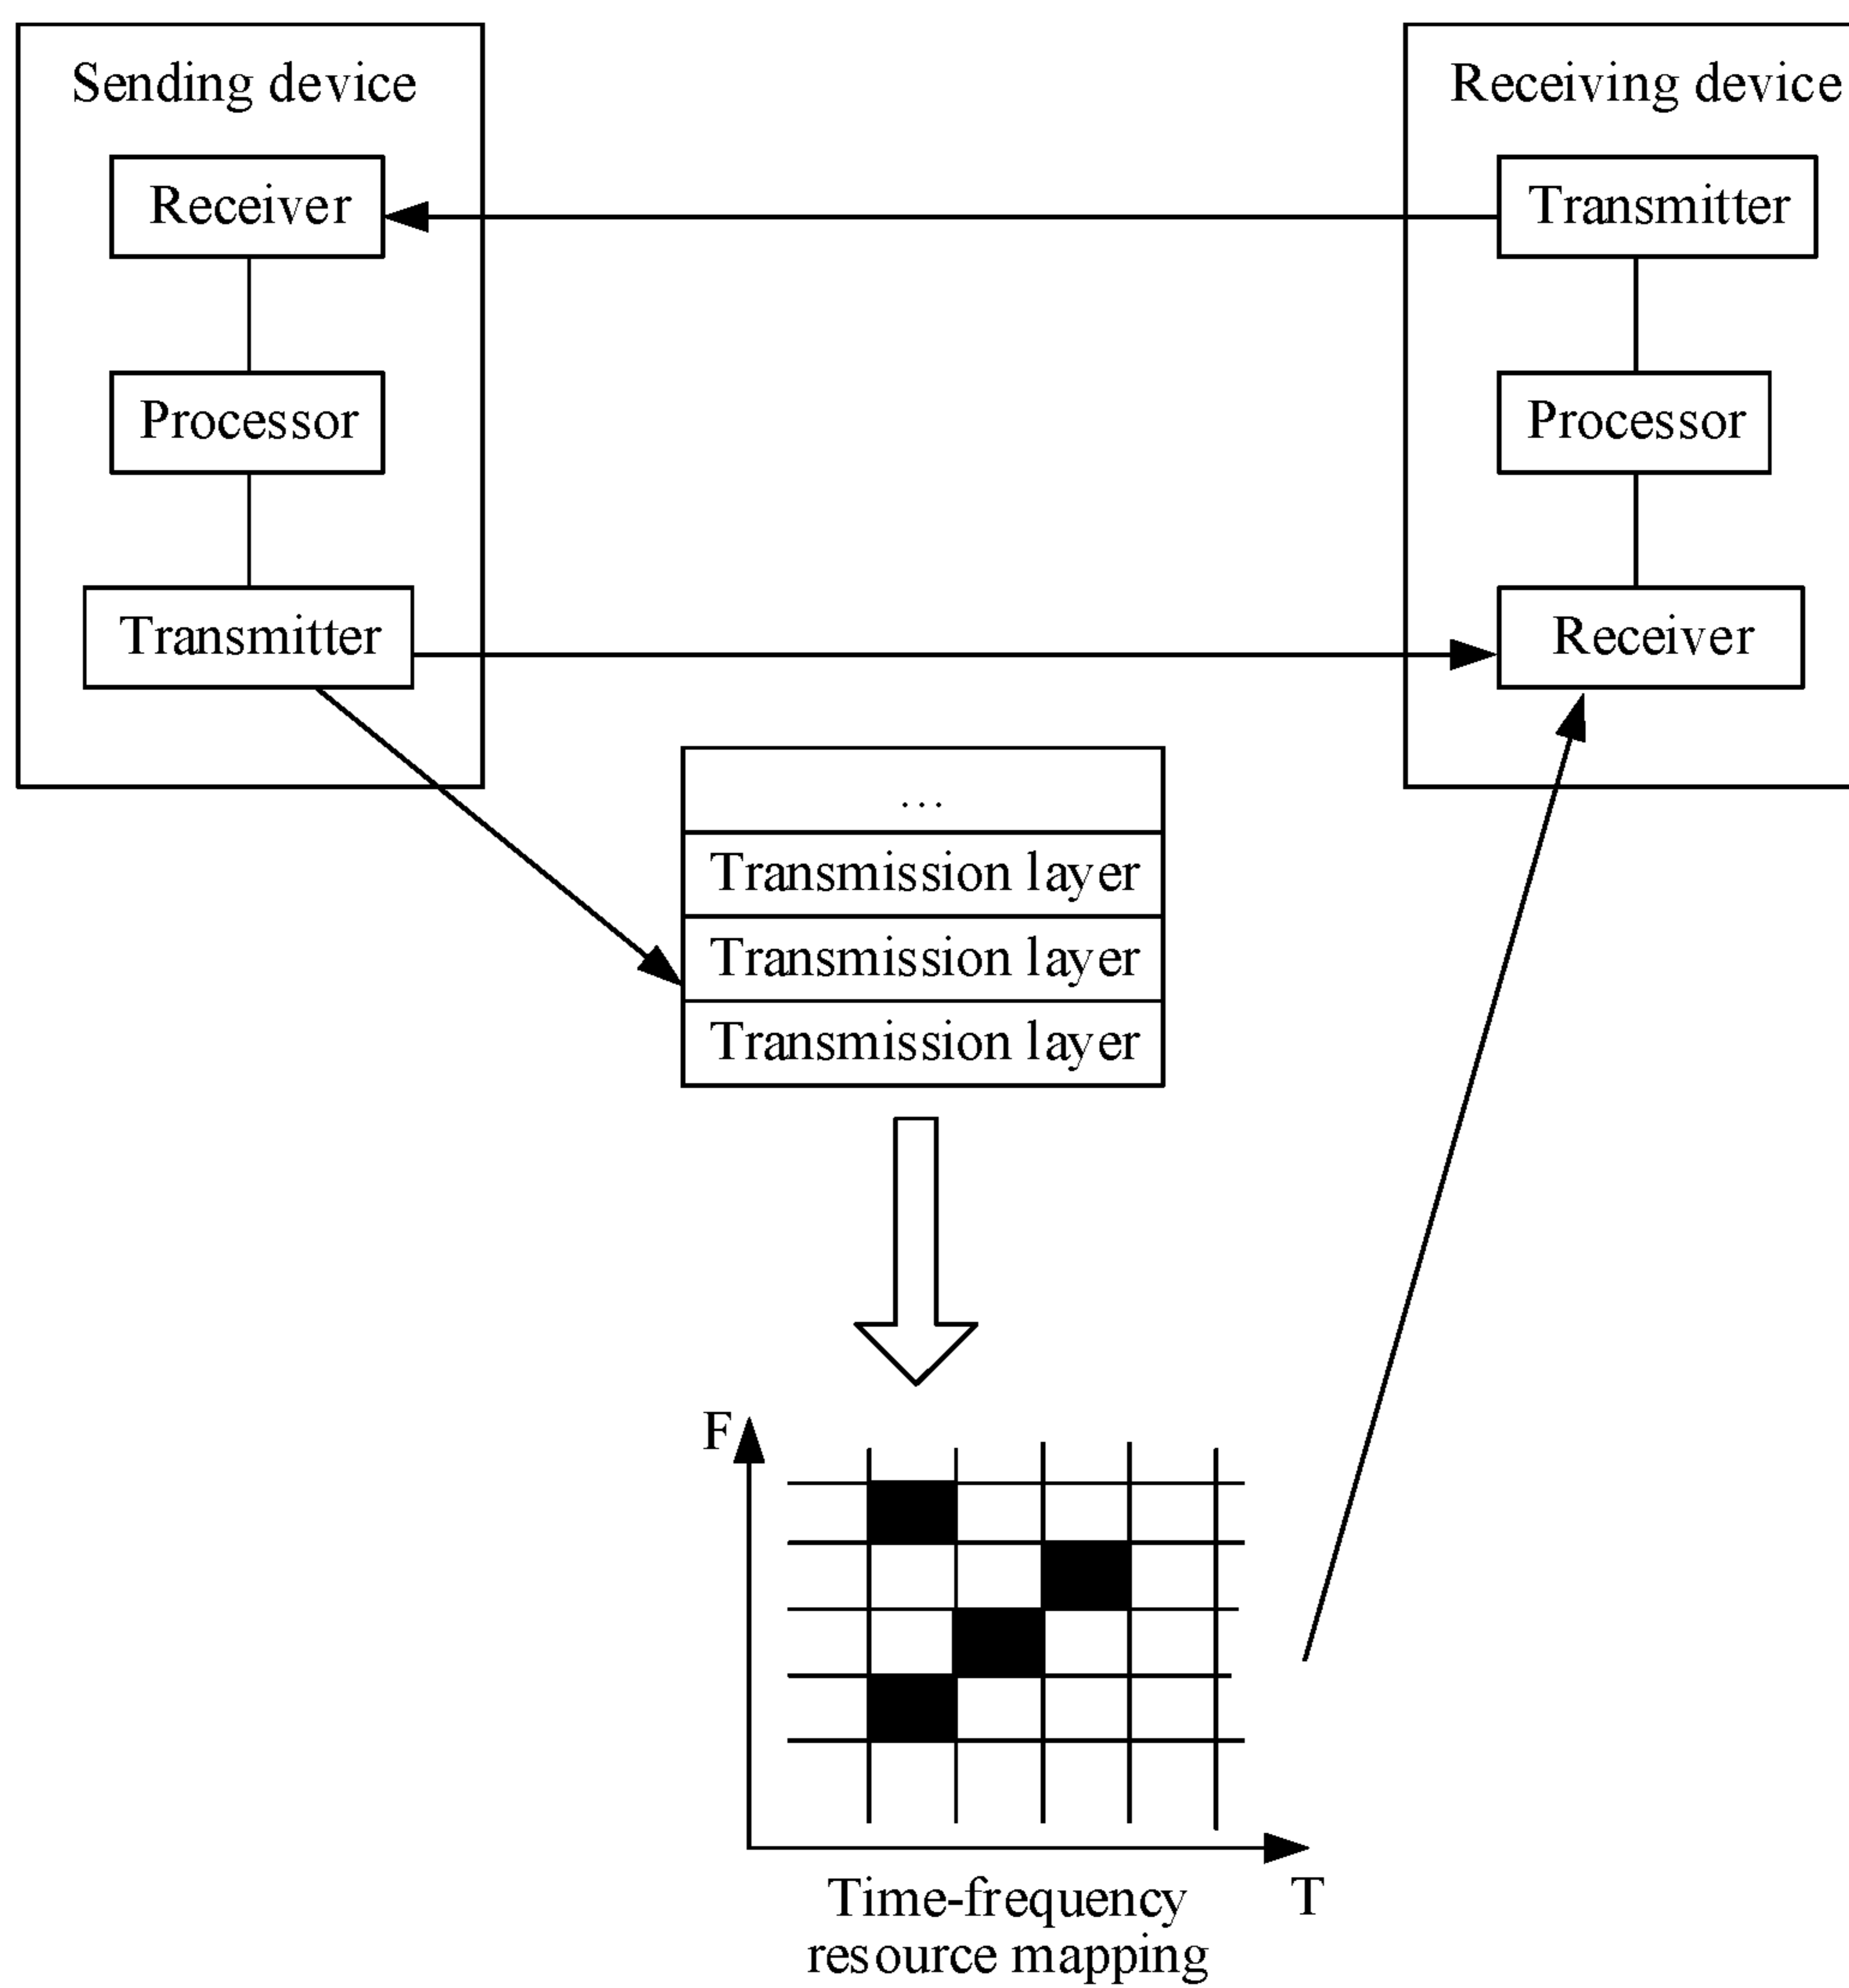 Sending device
Receiver
Processor
Transmitter
Receiving device
Transmitter
Processor
Receiver
...
Transmission layer
Transmission layer
Transmission layer
F
T
Time-frequency
resource mapping